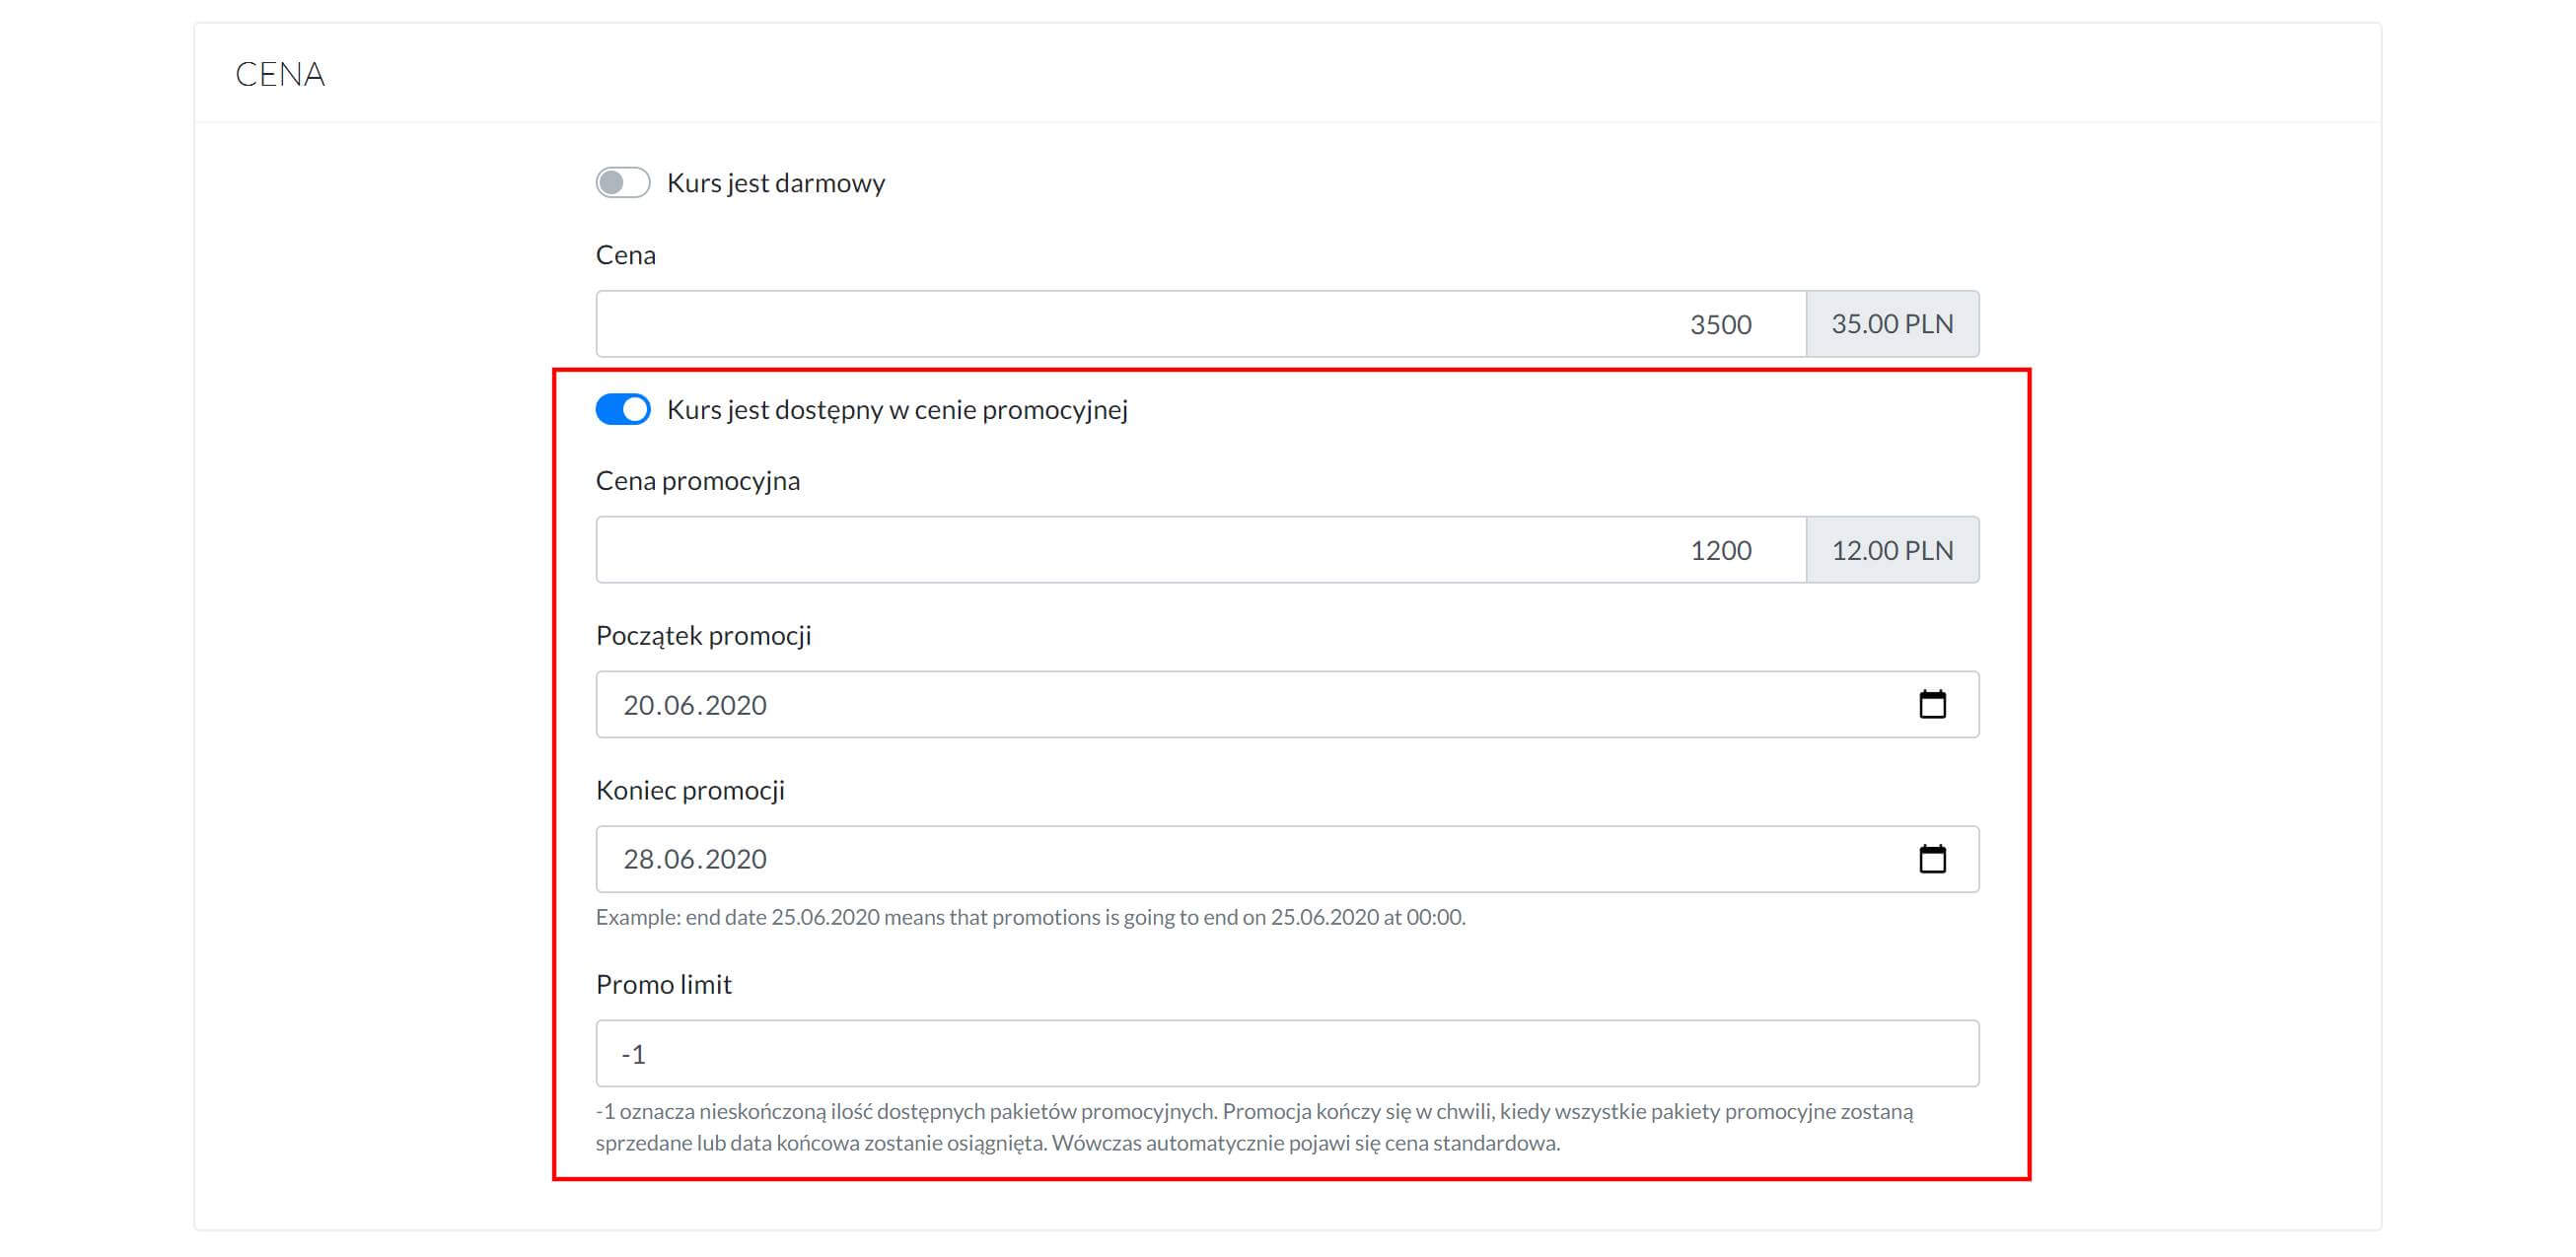 CENA
Kurs jest darmowy
Cena
3500 35.00 PLN
Kurs jest dostępny w cenie promocyjnej
Cena promocyjna
1200 12.00 PLN
Początek promocji
20.06.2020
Koniec promocji
28.06.2020
Example: end date 25.06.2020 means that promotions is going to end on 25.06.2020 at 00:00.
Promo limit
-1
-1 oznacza nieskończoną ilość dostępnych pakietów promocyjnych. Promocja kończy się w chwili, kiedy wszystkie pakiety promocyjne zostaną
sprzedane lub data końcowa zostanie osiągnięta. Wówczas automatycznie pojawi się cena standardowa.